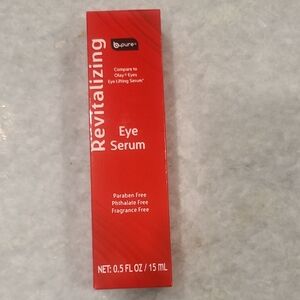 Revitalizing
b.pure
Compare to
Olay® Eyes
Eye Lifting Serum*
Eye
Serum
Paraben Free
Phthalate Free
Fragrance Free
NET: 0.5 FL OZ / 15 mL